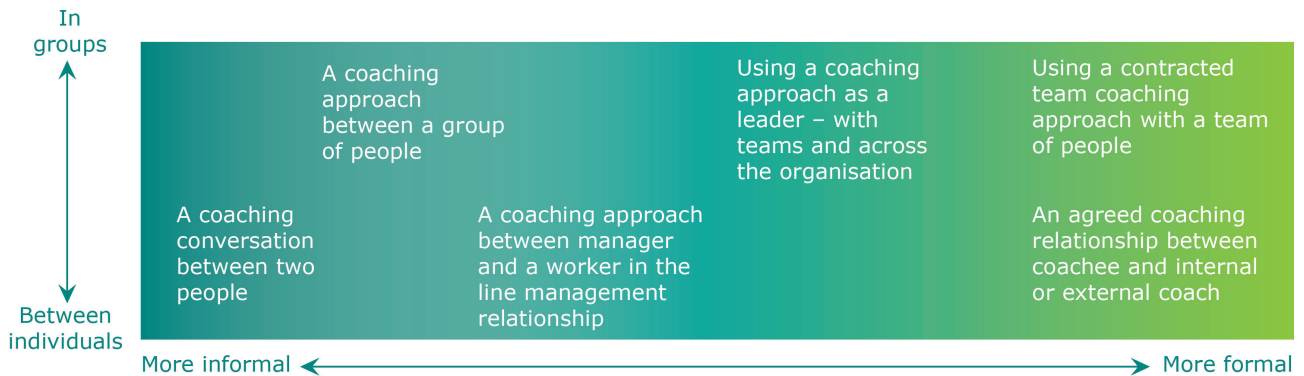 In
groups
A coaching
approach
between a group
of people
Using a coaching
approach as a
leader – with
teams and across
the organisation
Using a contracted
team coaching
approach with a team
of people
A coaching
conversation
between two
people
A coaching approach
between manager
and a worker in the
line management
relationship
An agreed coaching
relationship between
coachee and internal
or external coach
Between
individuals
More informal
More formal